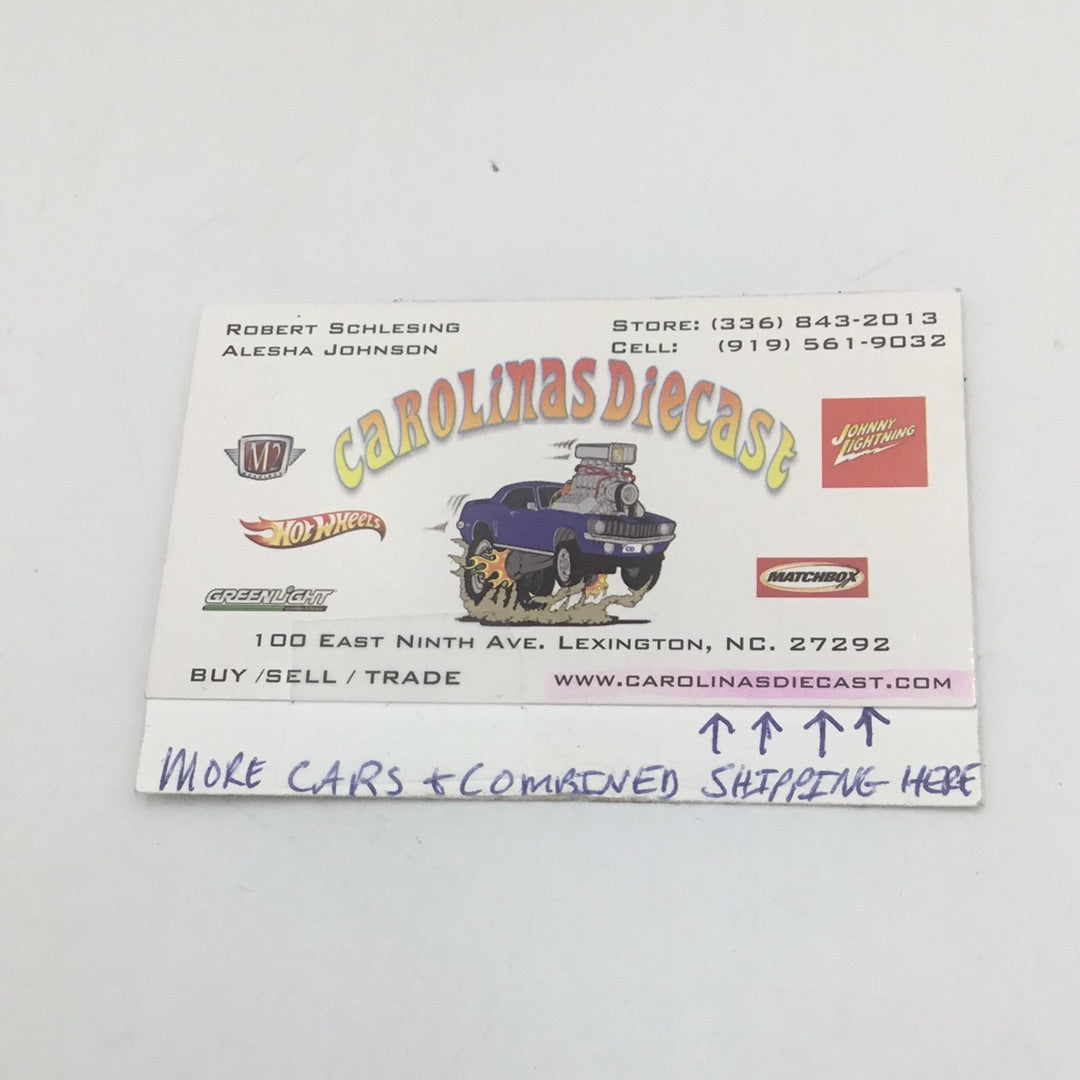 ROBERT SCHLESING
ALESHA JOHNSON
STORE: (336) 843-2013
CELL: (919) 561-9032
CAROLINAS DIECAST
M2
JOHNNY LIGHTNING
HOT WHEELS
CD
MATCHBOX
GREENLIGHT
100 EAST NINTH AVE. LEXINGTON, NC. 27292
BUY /SELL / TRADE
WWW.CAROLINASDIECAST.COM
MORE CARS + COMBINED SHIPPING HERE